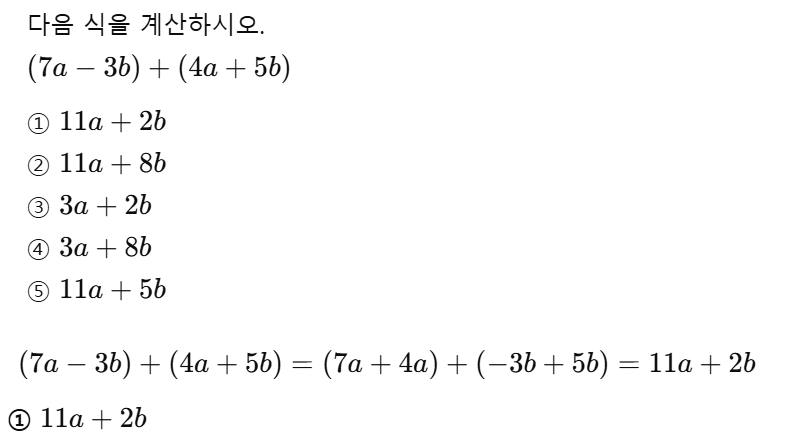 다음 식을 계산하시오.
(7a − 3b) + (4a + 5b)
① 11a + 2b
② 11a + 8b
③ 3a + 2b
④ 3a + 8b
⑤ 11a + 5b
(7a − 3b) + (4a + 5b) = (7a + 4a) + (−3b + 5b) = 11a + 2b
① 11a + 2b